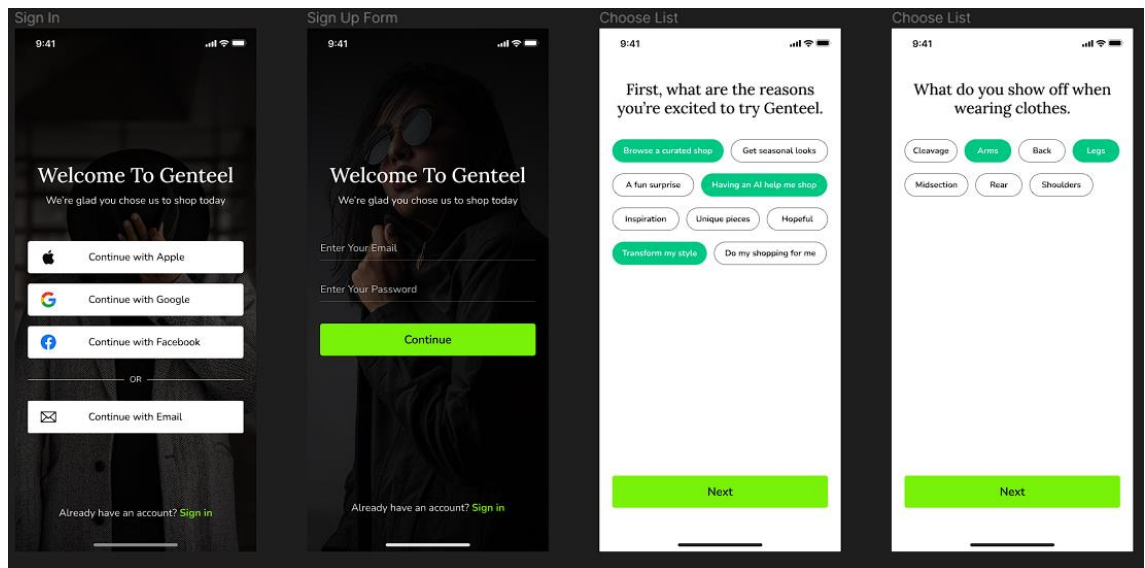 Sign In
9:41
Welcome To Genteel
We're glad you chose us to shop today
Continue with Apple
Continue with Google
Continue with Facebook
OR
Continue with Email
Already have an account? Sign in
Sign Up Form
9:41
Welcome To Genteel
We're glad you chose us to shop today
Enter Your Email
Enter Your Password
Continue
Already have an account? Sign in
Choose List
9:41
First, what are the reasons
you're excited to try Genteel.
Browse a curated shop
Get seasonal looks
A fun surprise
Having an AI help me shop
Inspiration
Unique pieces
Hopeful
Transform my style
Do my shopping for me
Next
Choose List
9:41
What do you show off when
wearing clothes.
Cleavage
Arms
Back
Legs
Midsection
Rear
Shoulders
Next